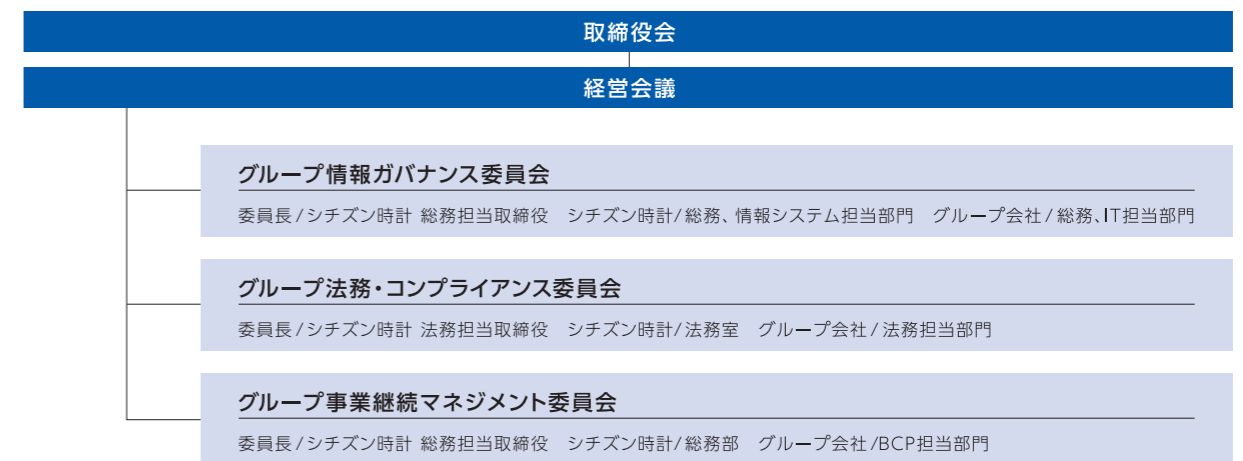 取締役会
経営会議
グループ情報ガバナンス委員会
委員長/シチズン時計 総務担当取締役　シチズン時計/総務、情報システム担当部門　グループ会社/総務、IT担当部門
グループ法務・コンプライアンス委員会
委員長/シチズン時計 法務担当取締役　シチズン時計/法務室　グループ会社/法務担当部門
グループ事業継続マネジメント委員会
委員長/シチズン時計 総務担当取締役　シチズン時計/総務部　グループ会社/BCP担当部門